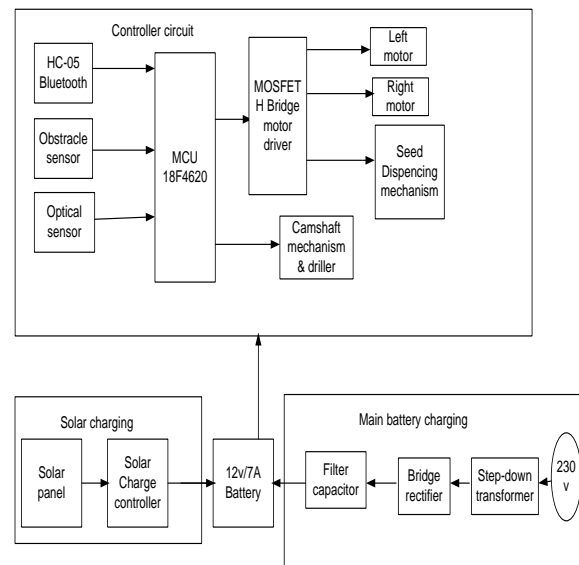 Controller circuit
HC-05
Bluetooth
Obstracle
sensor
Optical
sensor
MCU
18F4620
MOSFET
H Bridge
motor
driver
Left
motor
Right
motor
Seed
Dispencing
mechanism
Camshaft
mechanism
& driller
Solar charging
Solar
panel
Solar
Charge
controller
12v/7A
Battery
Main battery charging
Filter
capacitor
Bridge
rectifier
Step-down
transformer
230
v